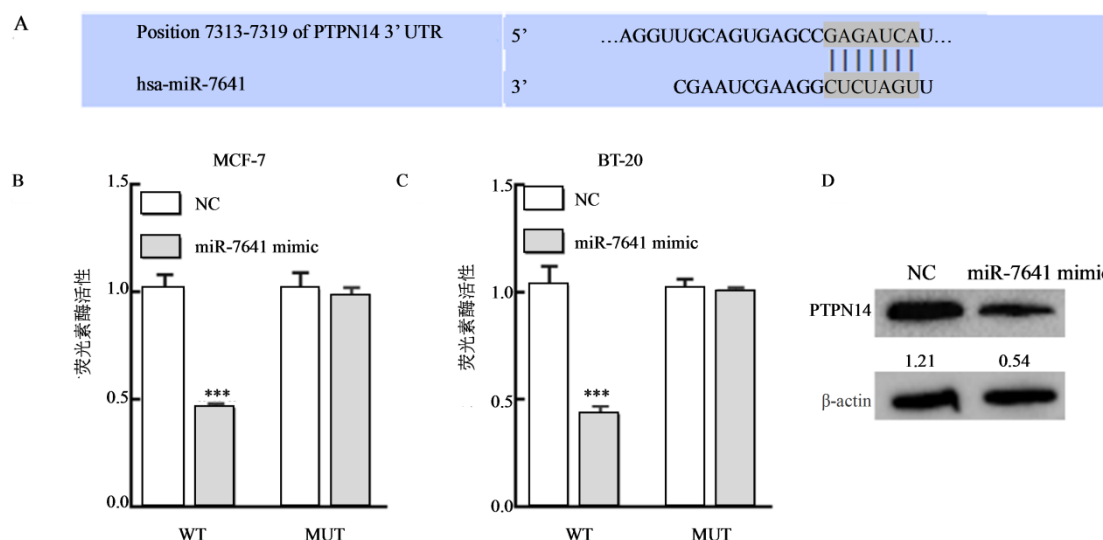 A
Position 7313-7319 of PTPN14 3’ UTR 5’ …AGGUUGCAGUGAGCCGAGAUCAU…
hsa-miR-7641 3’ CGAAUCGAAGGCUCUAGUU
B
MCF-7
1.5
NC
miR-7641 mimic
荧光素酶活性
1.0
***
0.5
0.0
WT MUT
C
BT-20
1.5
NC
miR-7641 mimic
荧光素酶活性
1.0
***
0.5
0.0
WT MUT
D
NC miR-7641 mimic
PTPN14
1.21 0.54
β-actin